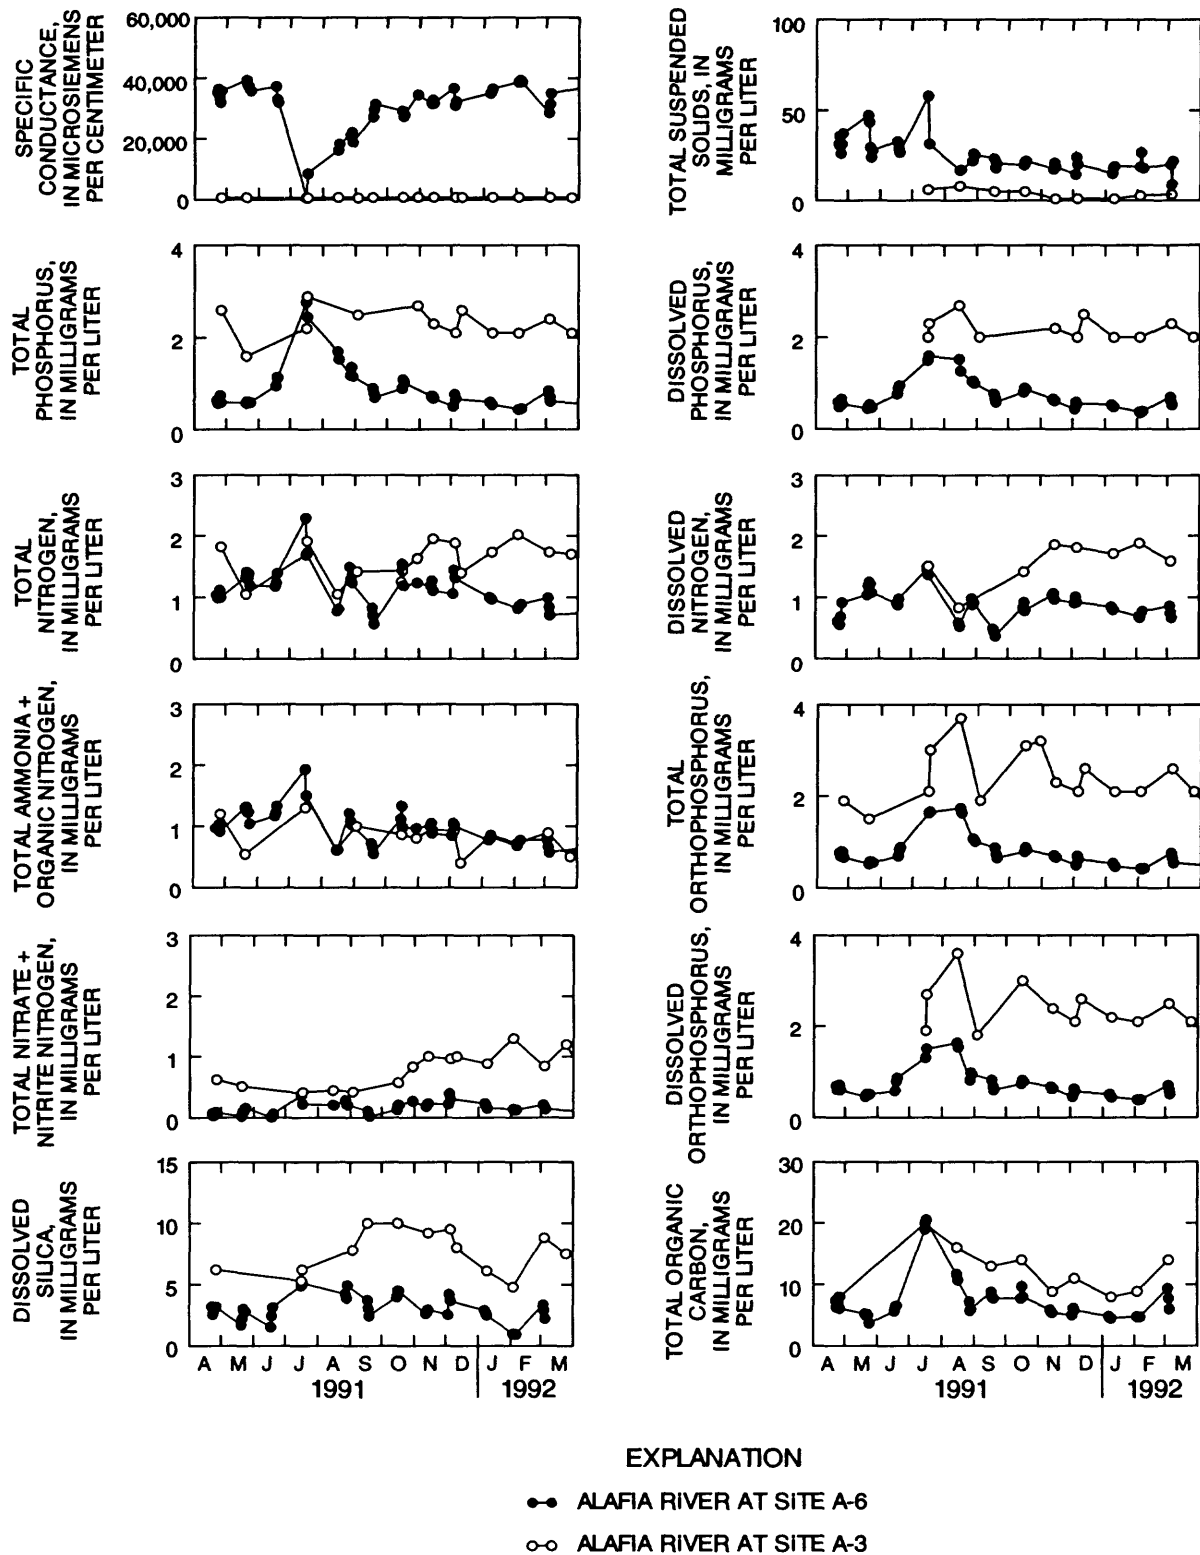 SPECIFIC
CONDUCTANCE,
IN MICROSIEMENS
PER CENTIMETER
60,000
40,000
20,000
0
TOTAL SUSPENDED
SOLIDS, IN
MILLIGRAMS
PER LITER
100
50
0
TOTAL
PHOSPHORUS,
IN MILLIGRAMS
PER LITER
4
2
0
DISSOLVED
PHOSPHORUS,
IN MILLIGRAMS
PER LITER
4
2
0
TOTAL
NITROGEN,
IN MILLIGRAMS
PER LITER
3
2
1
0
DISSOLVED
NITROGEN,
IN MILLIGRAMS
PER LITER
3
2
1
0
TOTAL AMMONIA +
ORGANIC NITROGEN,
IN MILLIGRAMS
PER LITER
3
2
1
0
TOTAL
ORTHOPHOSPHORUS,
IN MILLIGRAMS
PER LITER
4
2
0
TOTAL NITRATE +
NITRITE NITROGEN,
IN MILLIGRAMS
PER LITER
3
2
1
0
DISSOLVED
ORTHOPHOSPHORUS,
IN MILLIGRAMS
PER LITER
4
2
0
DISSOLVED
SILICA,
IN MILLIGRAMS
PER LITER
15
10
5
0
A M J J A S O N D J F M
1991 1992
TOTAL ORGANIC
CARBON,
IN MILLIGRAMS
PER LITER
30
20
10
0
A M J J A S O N D J F M
1991 1992
EXPLANATION
ALAFIA RIVER AT SITE A-6
ALAFIA RIVER AT SITE A-3